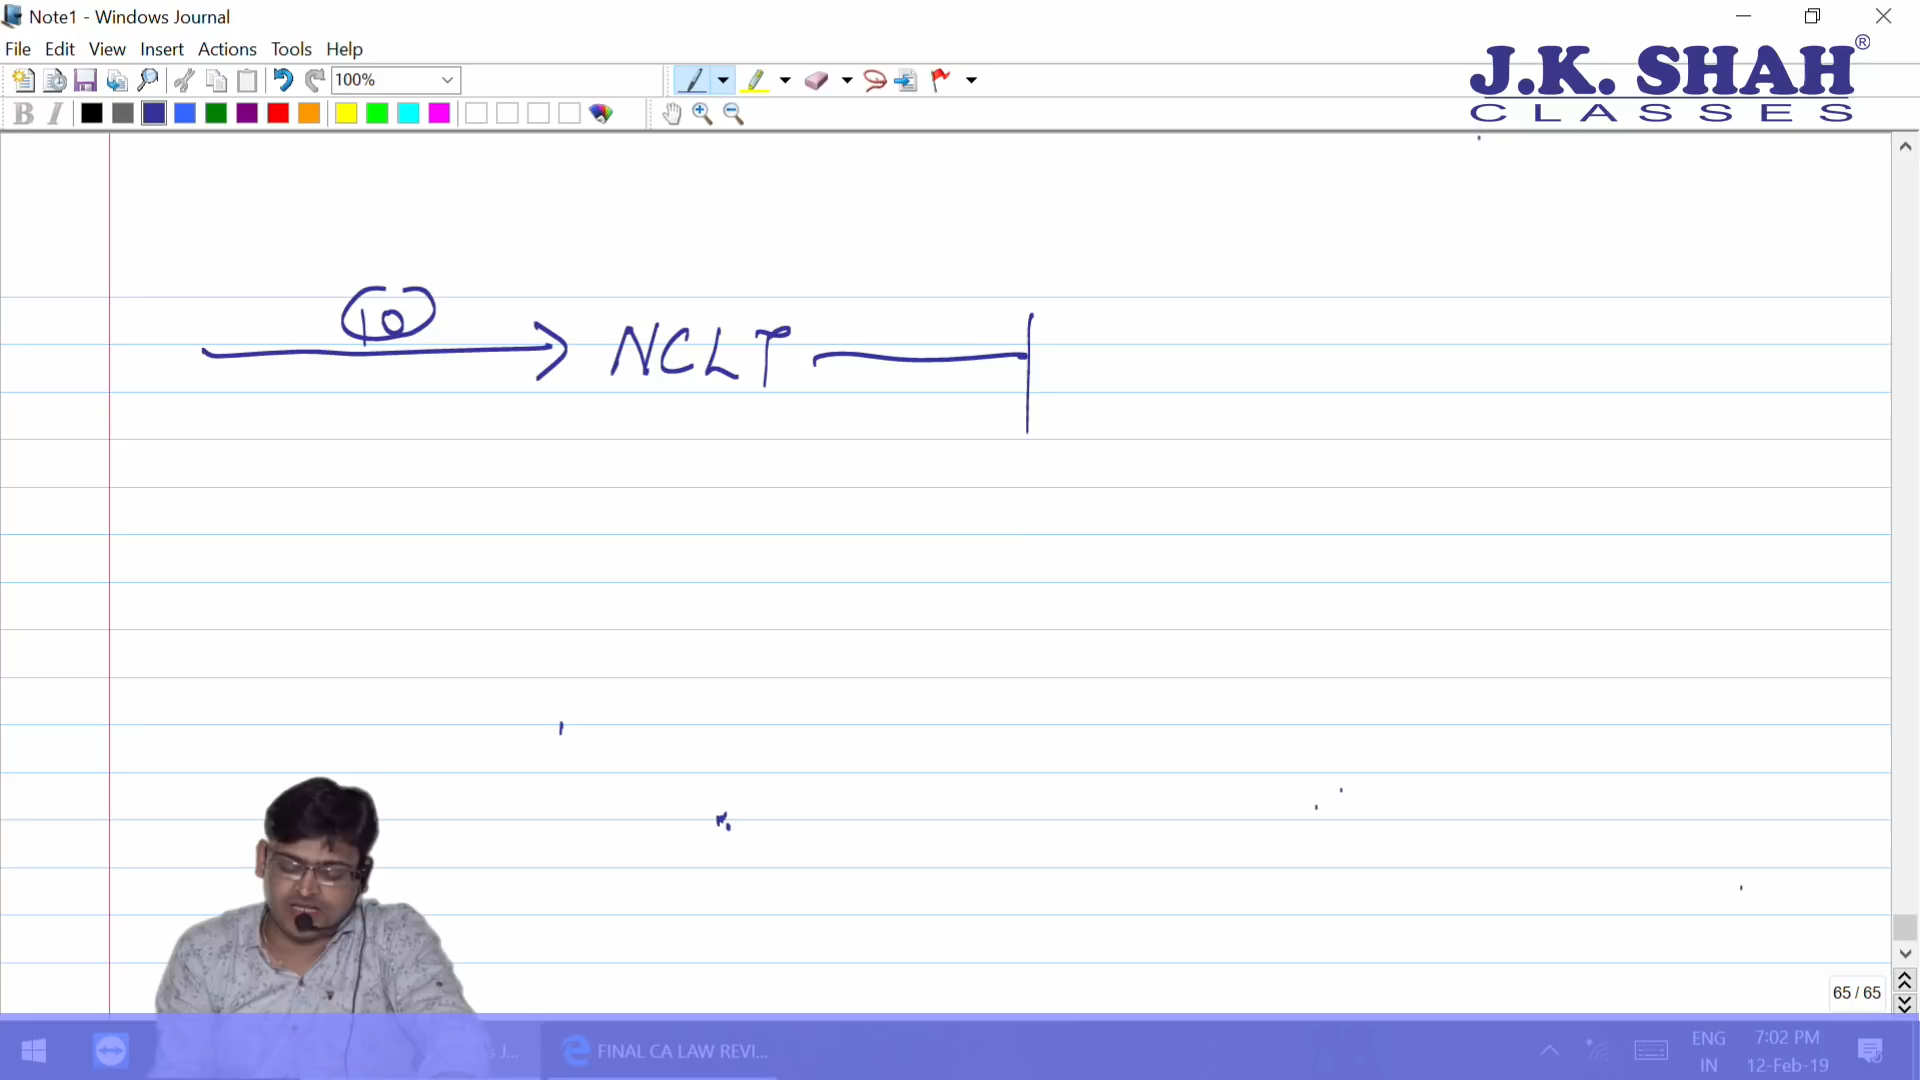 Note1 - Windows Journal
File Edit View Insert Actions Tools Help
100%
B I
J.K. SHAH®
CLASSES
10
NCLT
65 / 65
s J...
FINAL CA LAW REVI...
ENG
IN
7:02 PM
12-Feb-19